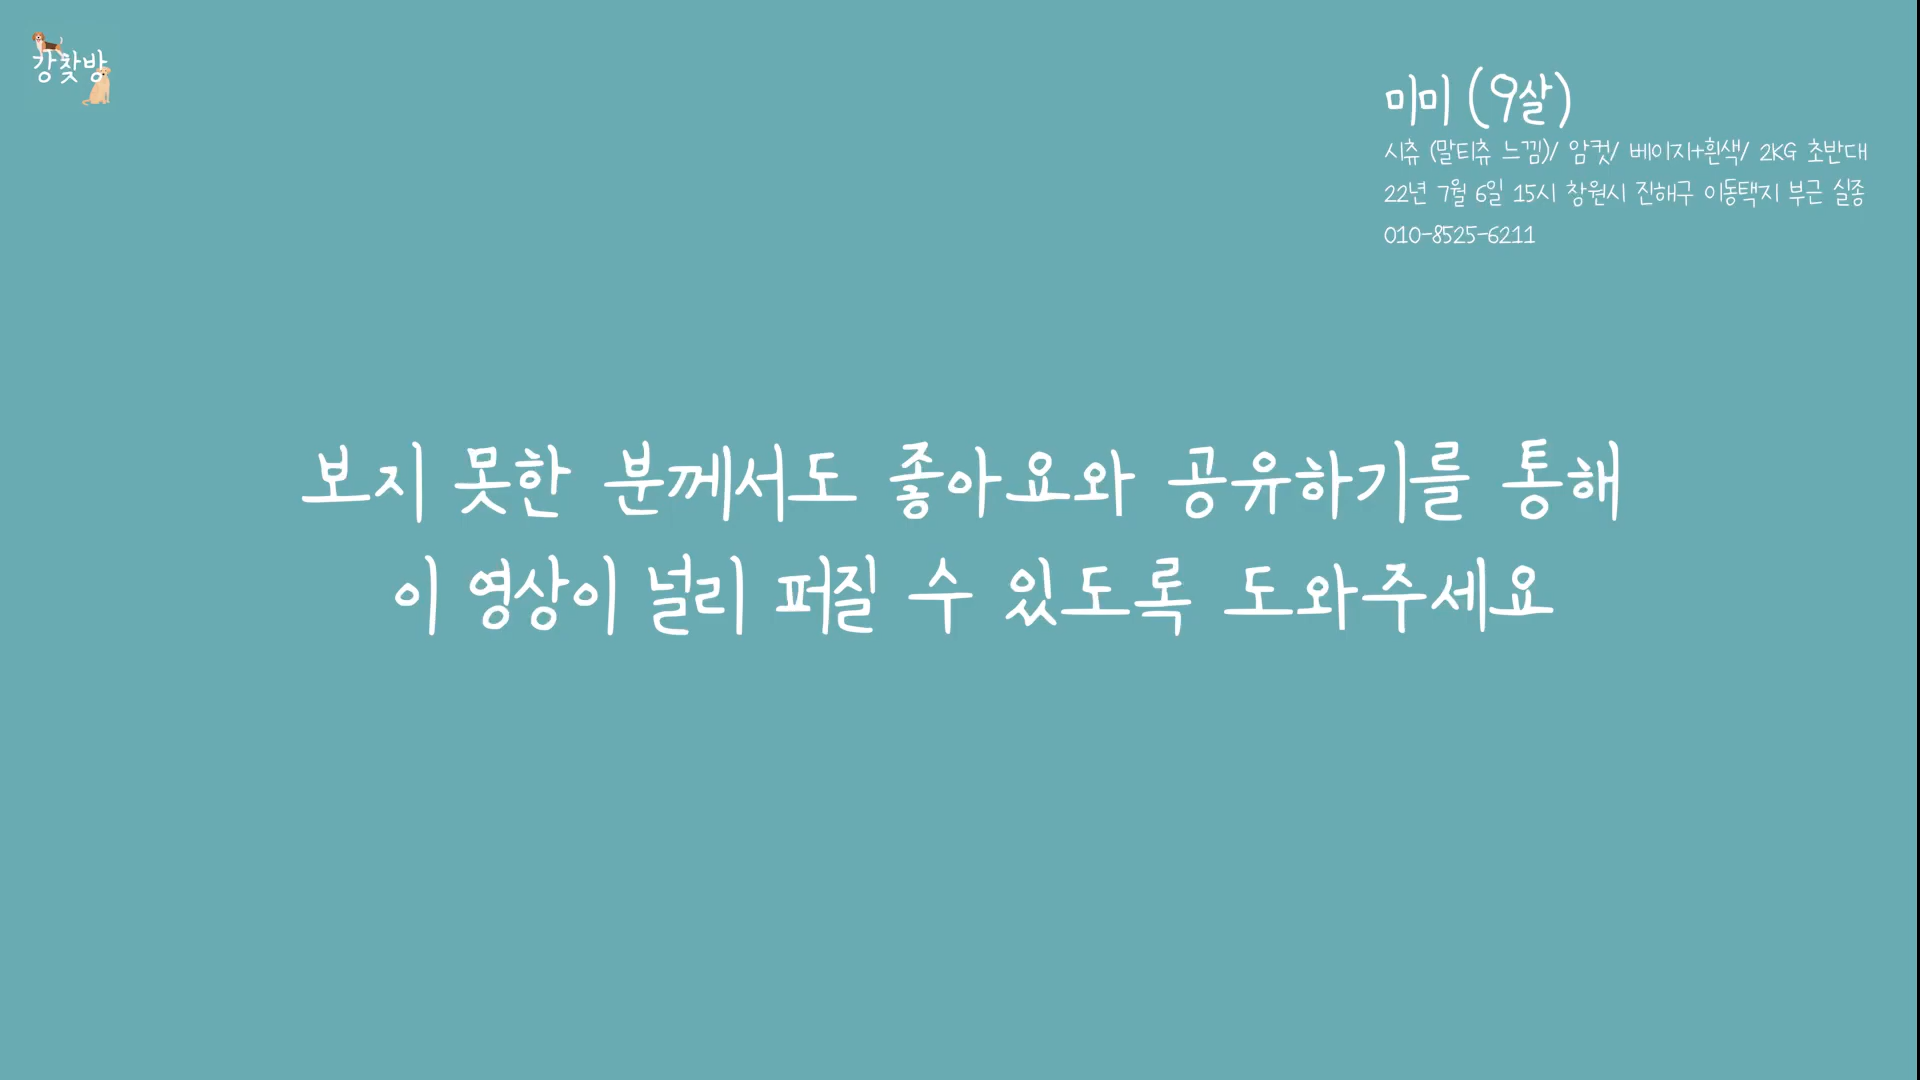 강찾방
미미 (9살)
시츄 (말티츄 느낌)/ 암컷/ 베이지+흰색/ 2KG 초반대
22년 7월 6일 15시 창원시 진해구 이동택지 부근 실종
010-8525-6211
보지 못한 분께서도 좋아요와 공유하기를 통해
이 영상이 널리 퍼질 수 있도록 도와주세요